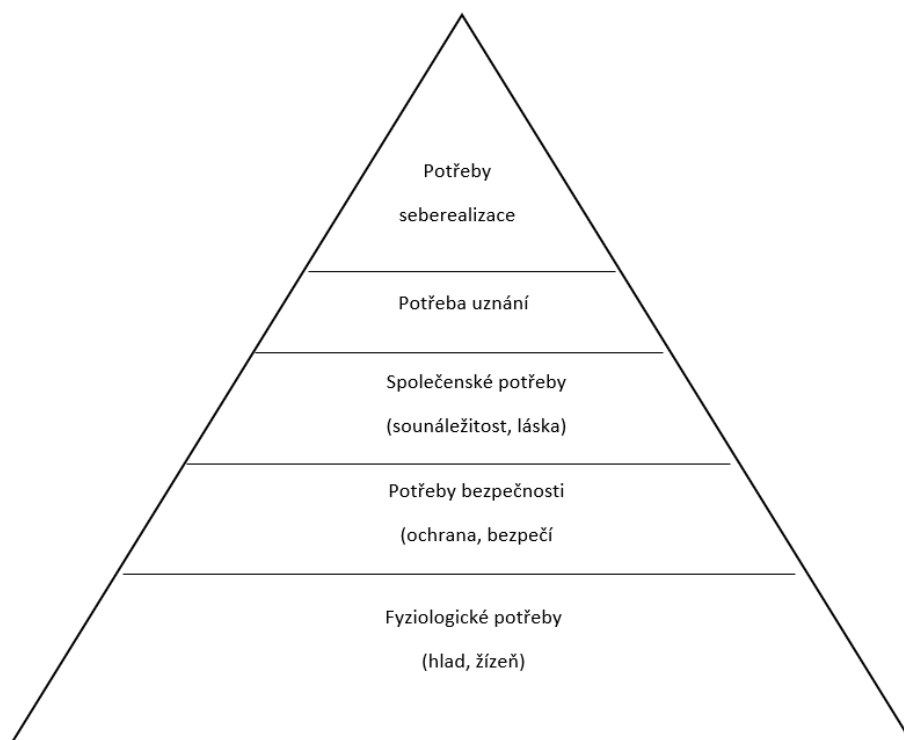 Potřeby
seberealizace
Potřeba uznání
Společenské potřeby
(sounáležitost, láska)
Potřeby bezpečnosti
(ochrana, bezpečí
Fyziologické potřeby
(hlad, žízeň)